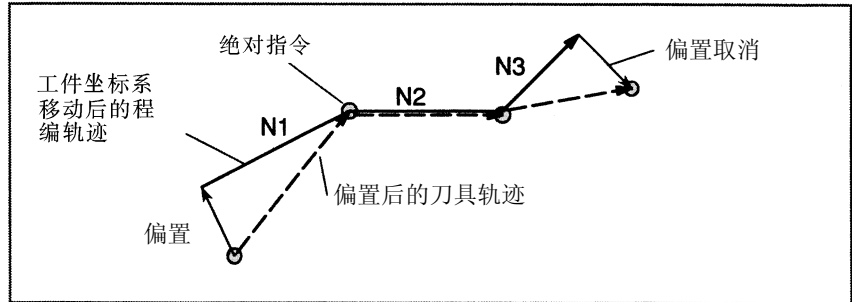 绝对指令
偏置取消
N3
工件坐标系
移动后的程
编轨迹
N2
N1
偏置后的刀具轨迹
偏置